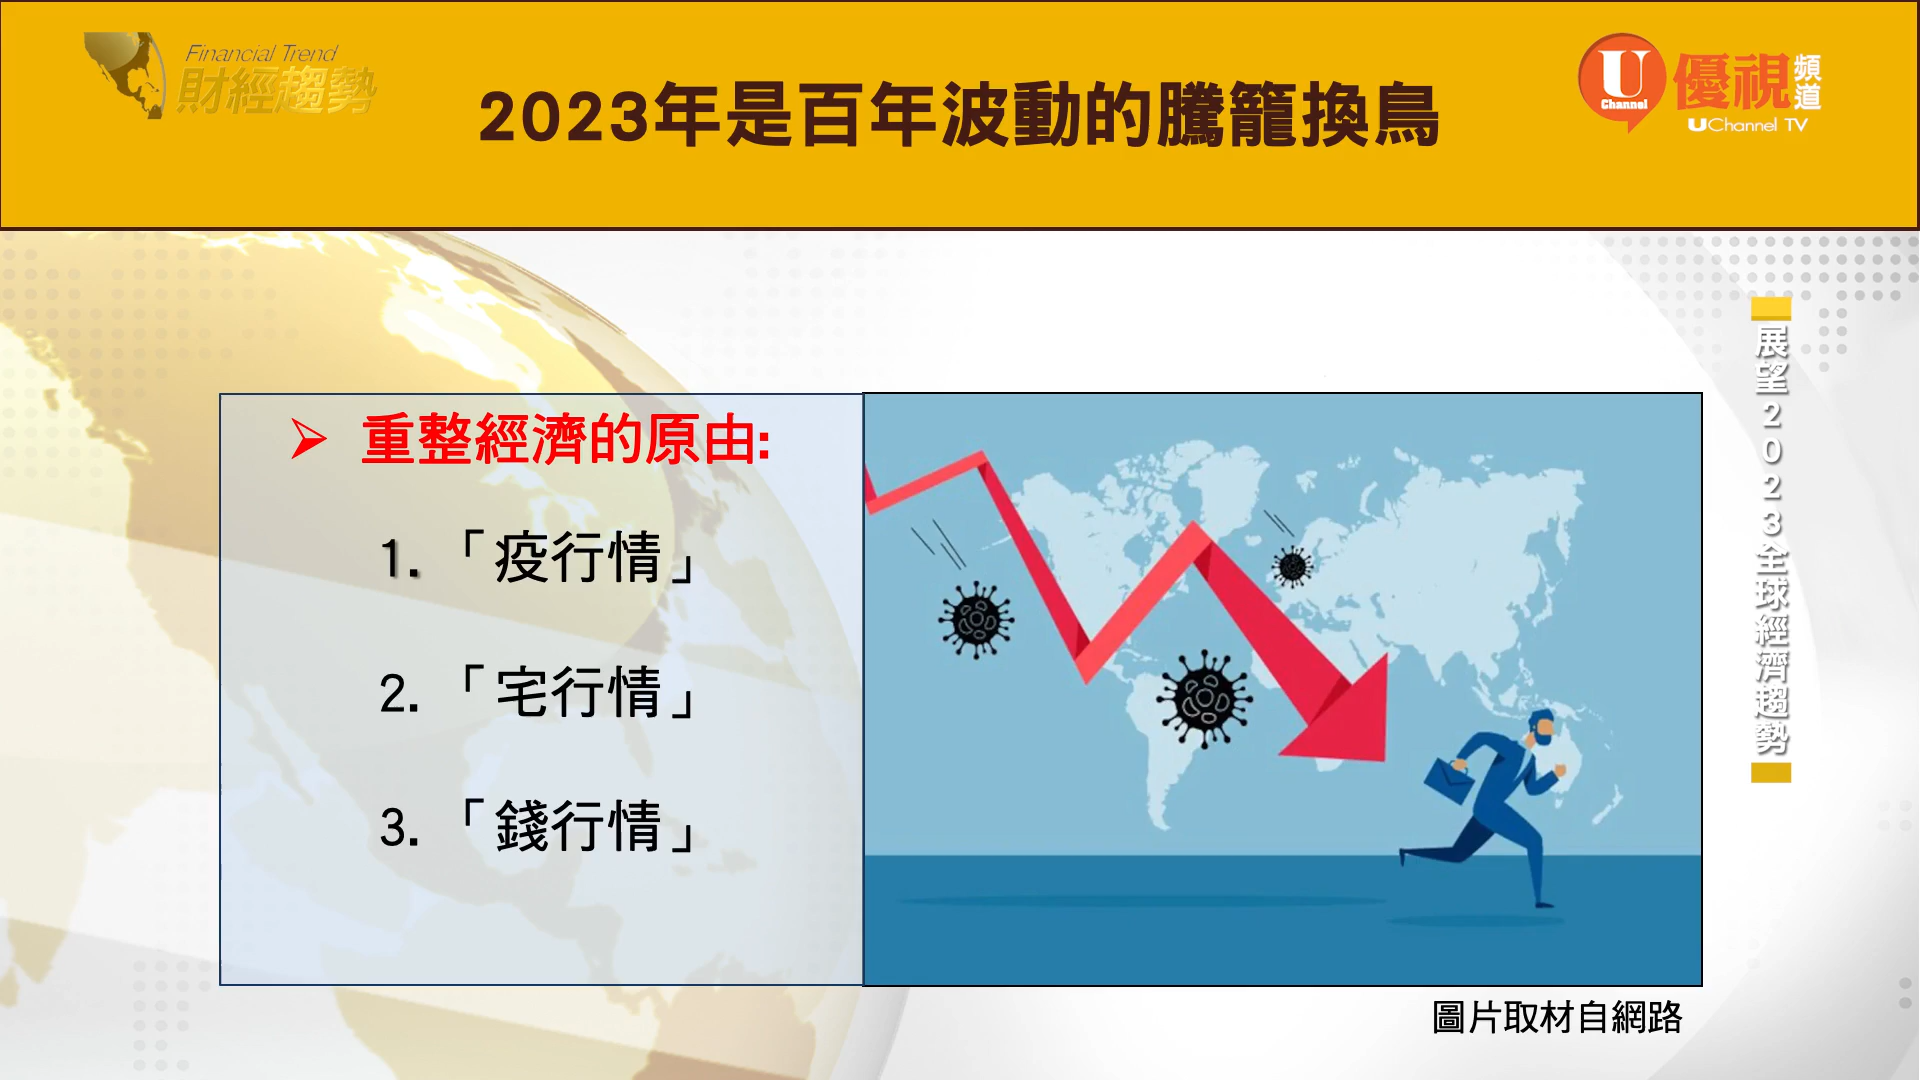 Financial Trend
財經趨勢
2023年是百年波動的騰籠換鳥
U
Channel
優視
頻道
UChannel TV
重整經濟的原由:
1.「疫行情」
2.「宅行情」
3.「錢行情」
展望2023全球經濟趨勢
圖片取材自網路